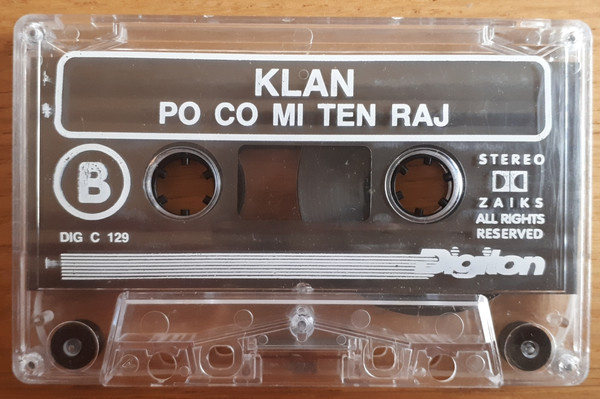 KLAN
PO CO MI TEN RAJ
B
STEREO
ZAIKS
ALL RIGHTS
RESERVED
DIG C 129
Digiton